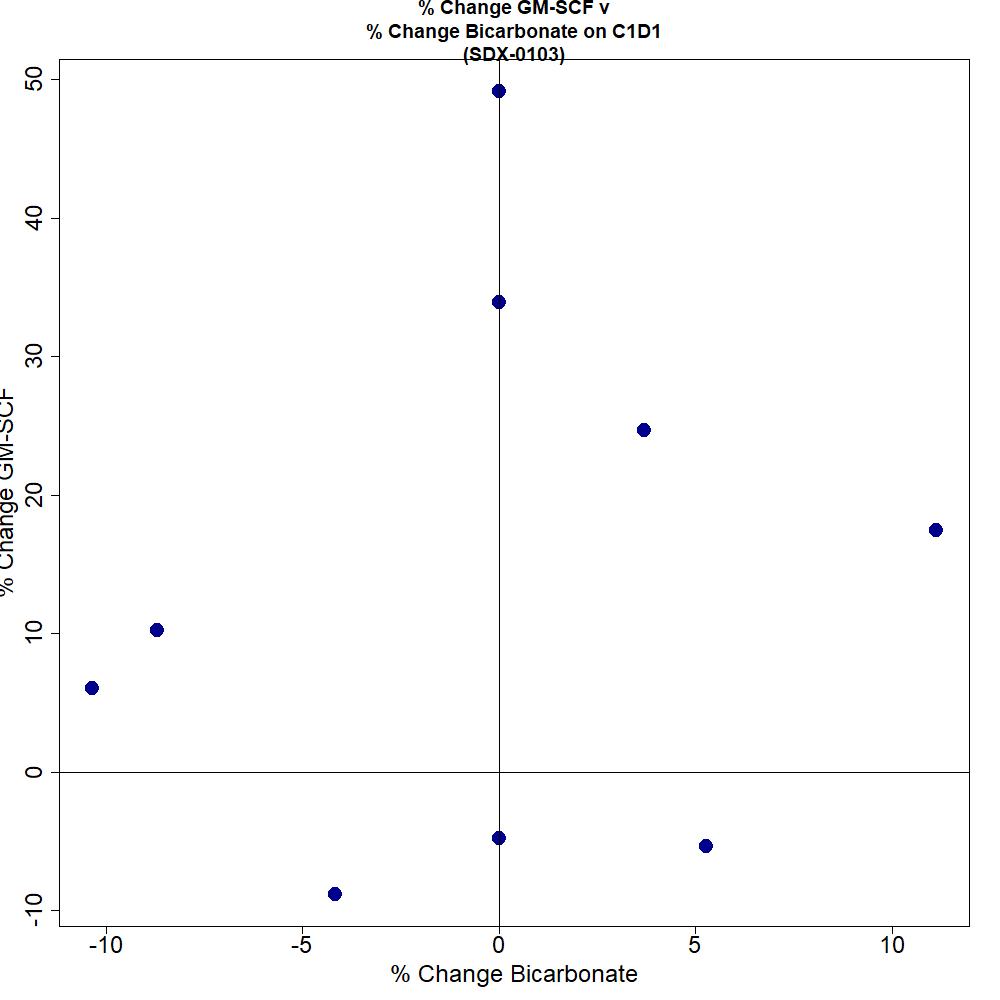 % Change GM-SCF v
% Change Bicarbonate on C1D1
(SDX-0103)
% Change GM-SCF
50
40
30
20
10
0
-10
-10 -5 0 5 10
% Change Bicarbonate